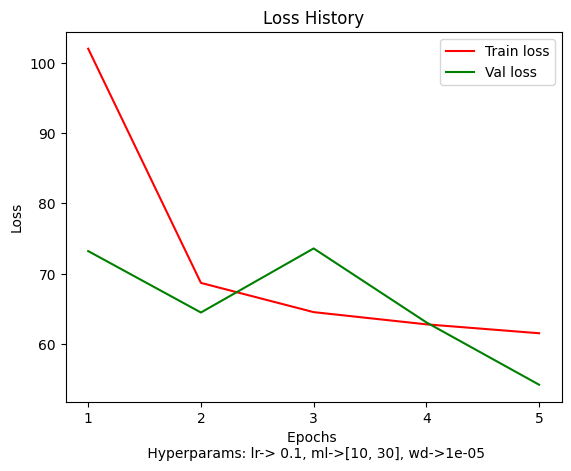 Loss History
Train loss
Val loss
100
90
80
70
60
Loss
1 2 3 4 5
Epochs
Hyperparams: lr-> 0.1, ml->[10, 30], wd->1e-05